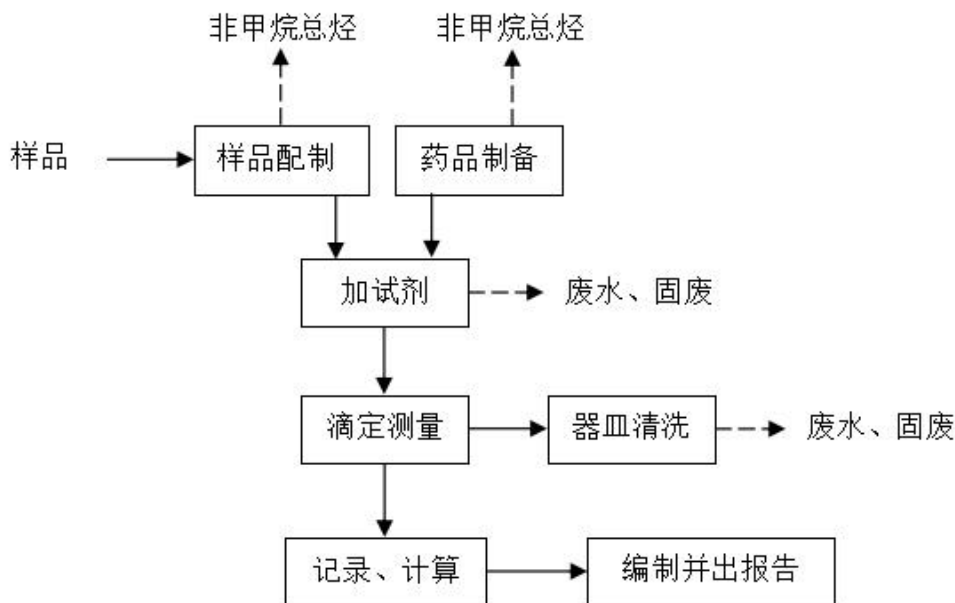 非甲烷总烃
非甲烷总烃
样品
样品配制
药品制备
加试剂
废水、固废
滴定测量
器皿清洗
废水、固废
记录、计算
编制并出报告